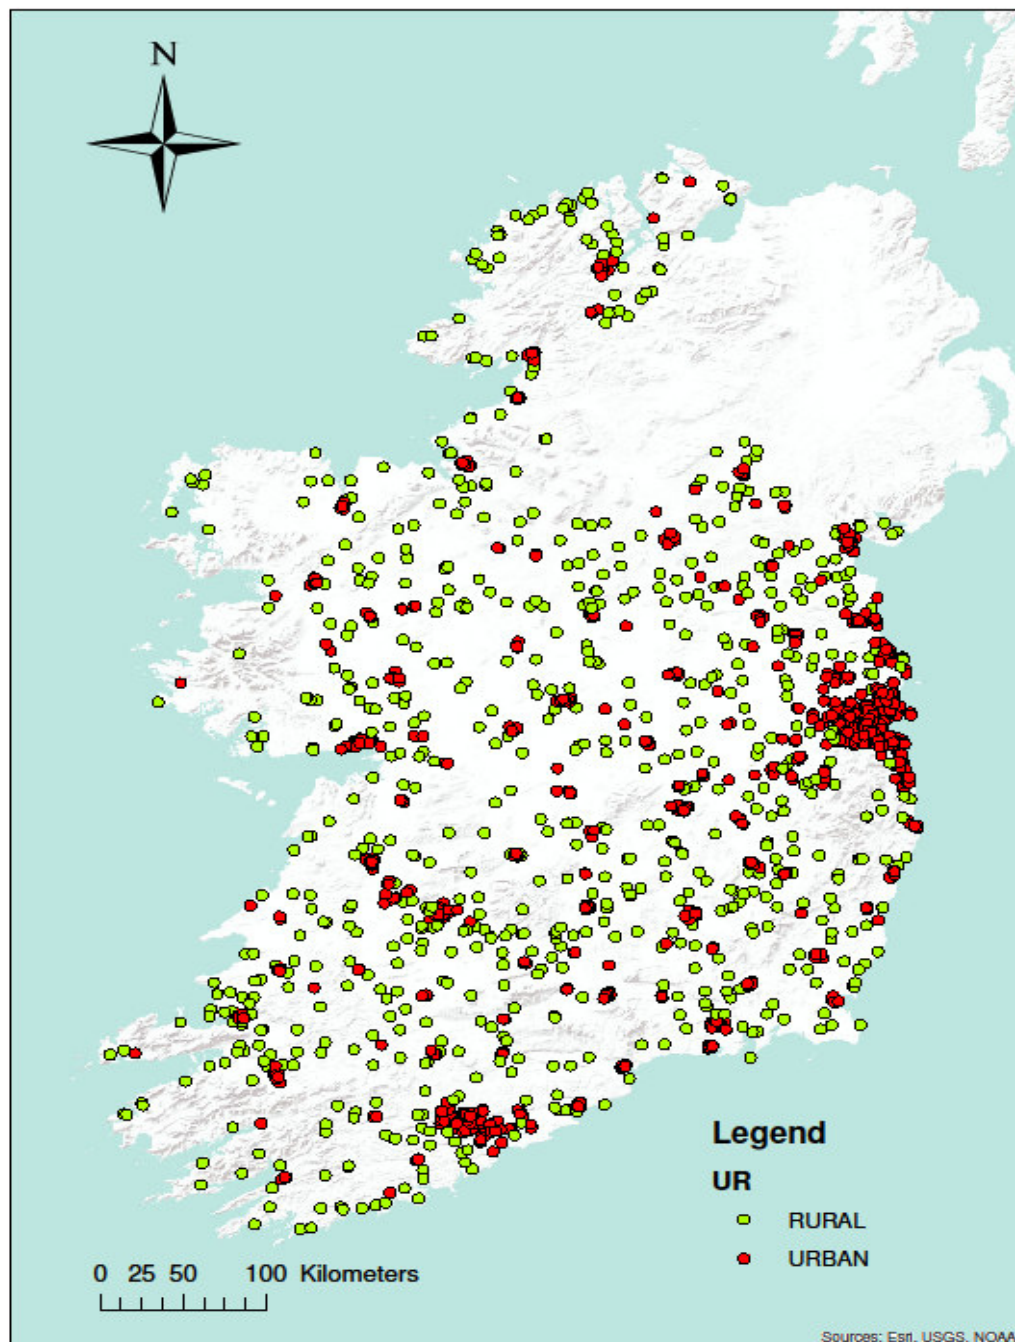 N
Legend
UR
RURAL
URBAN
0 25 50 100 Kilometers
Sources: Esri, USGS, NOAA